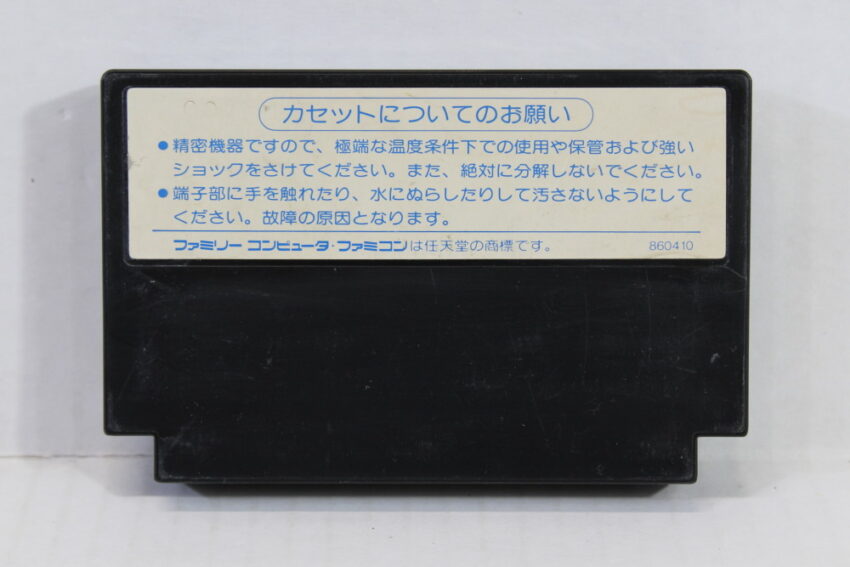 カセットについてのお願い
●精密機器ですので、極端な温度条件下での使用や保管および強い
ショックをさけてください。また、絶対に分解しないでください。
●端子部に手を触れたり、水にぬらしたりして汚さないようにして
ください。故障の原因となります。
ファミリー コンピュータ・ファミコンは任天堂の商標です。 860410